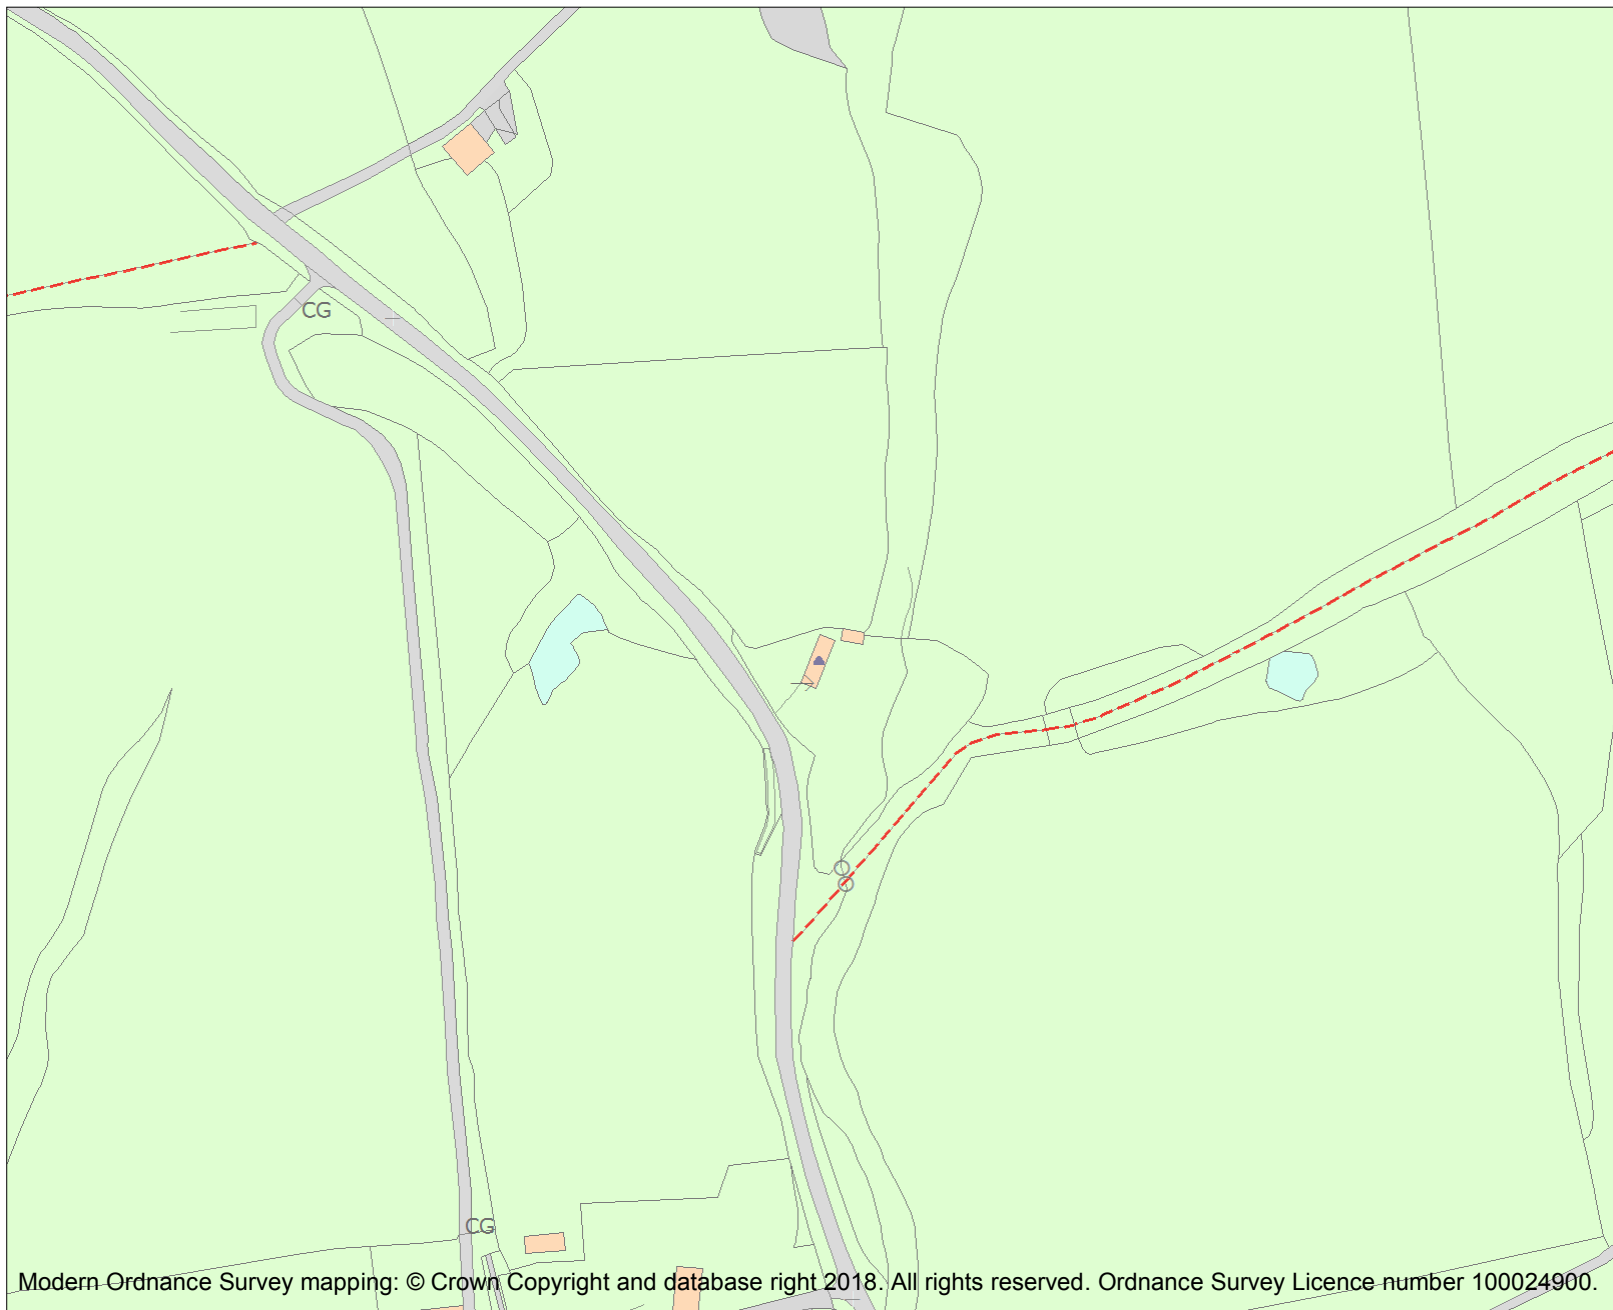 CG
CG
Modern Ordnance Survey mapping: © Crown Copyright and database right 2018. All rights reserved. Ordnance Survey Licence number 100024900.